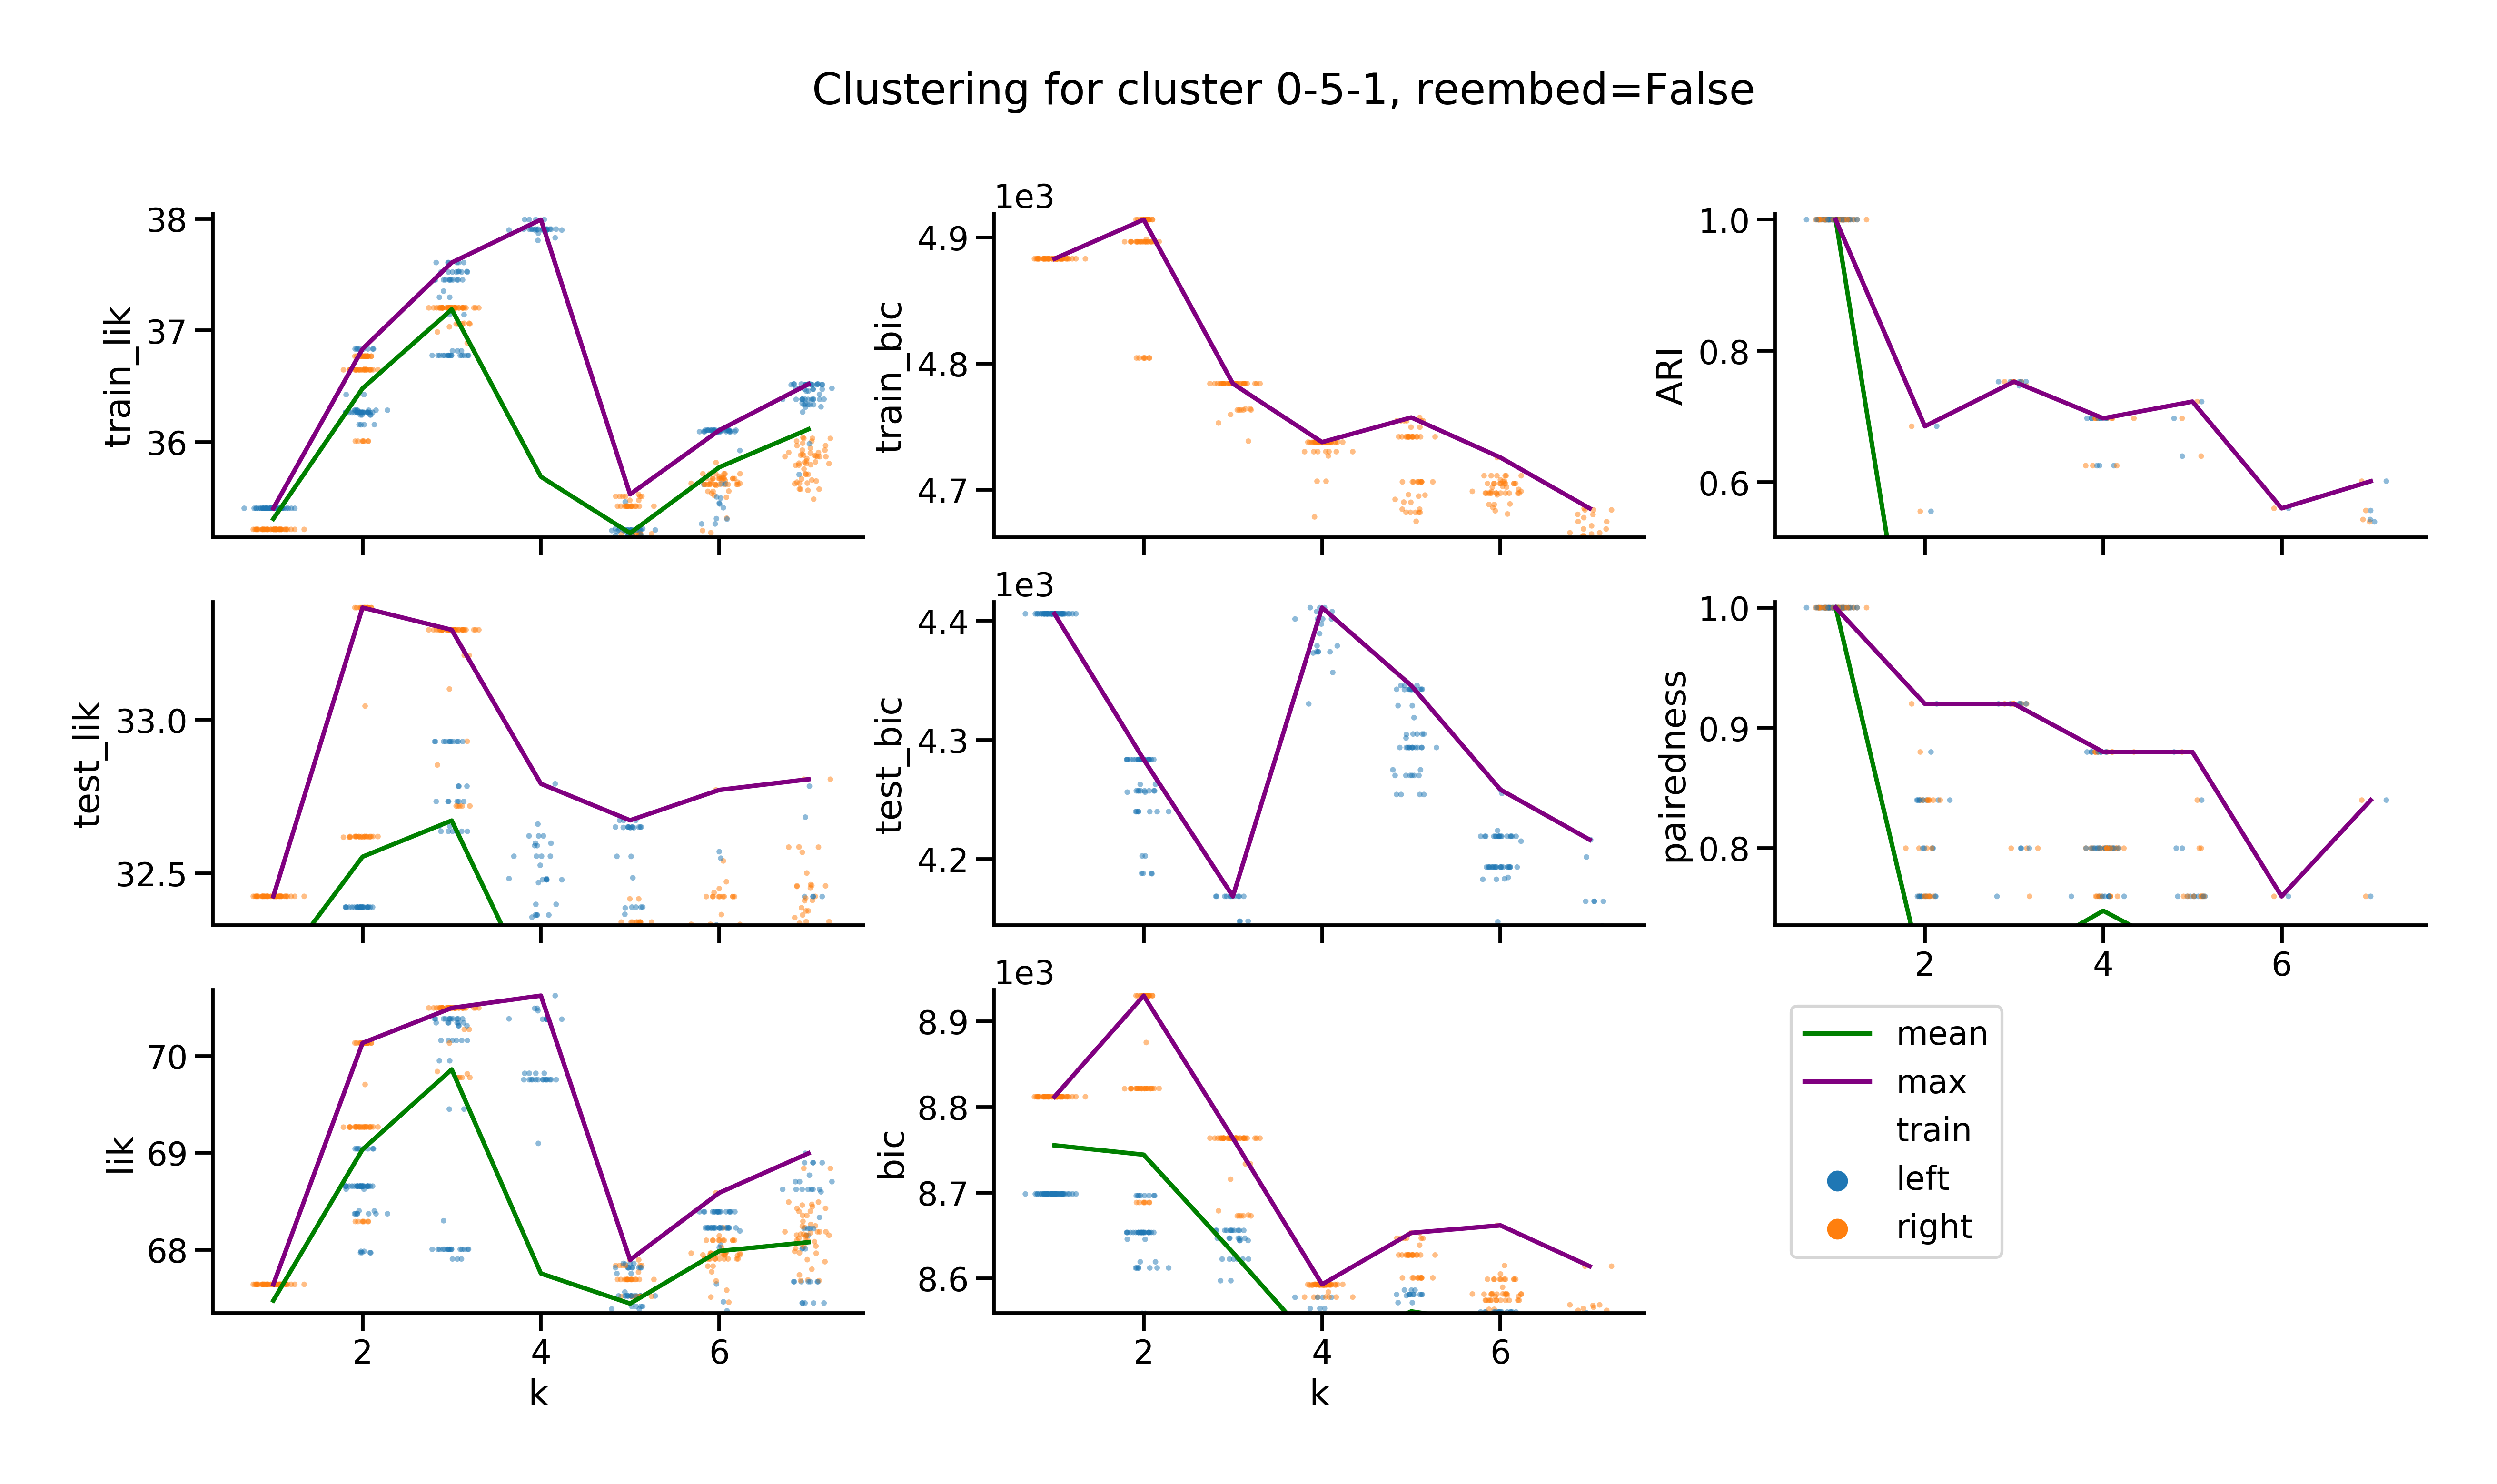 Clustering for cluster 0-5-1, reembed=False
train_lik
38
37
36
1e3
train_bic
4.9
4.8
4.7
ARI
1.0
0.8
0.6
test_lik
33.0
32.5
1e3
test_bic
4.4
4.3
4.2
pairedness
1.0
0.9
0.8
2 4 6
lik
70
69
68
2 4 6
k
1e3
bic
8.9
8.8
8.7
8.6
2 4 6
k
mean
max
train
left
right